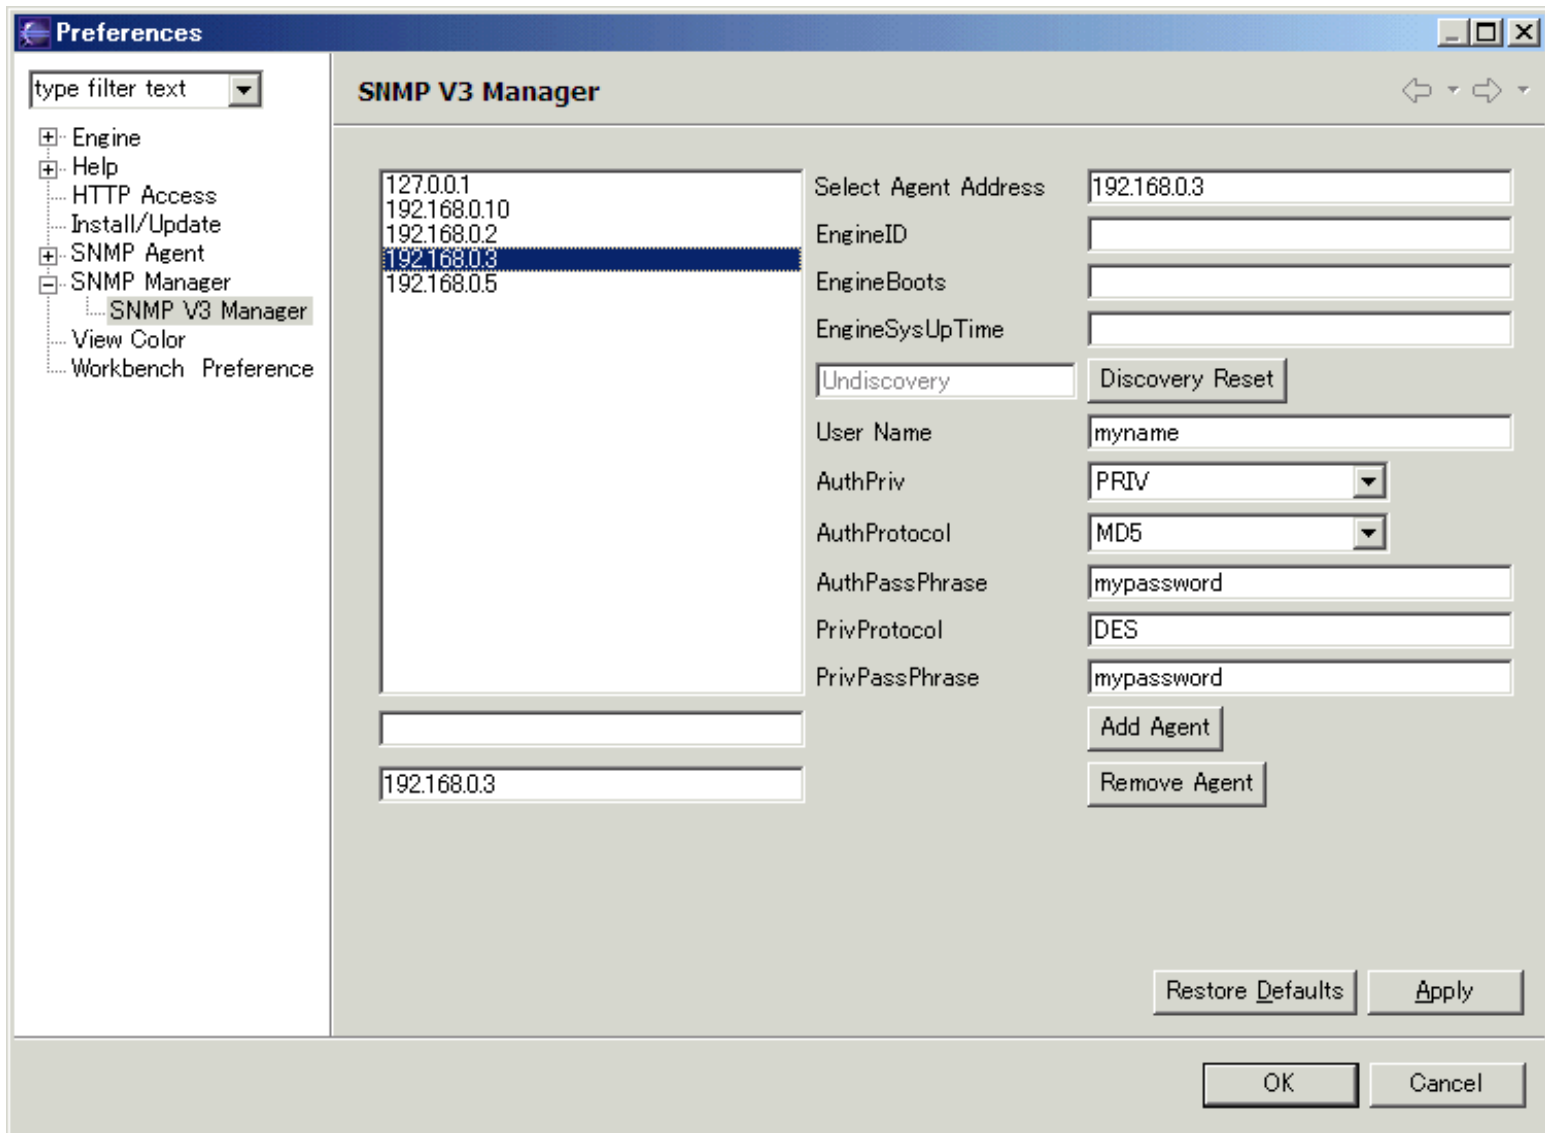 Preferences
type filter text
Engine
Help
HTTP Access
Install/Update
SNMP Agent
SNMP Manager
SNMP V3 Manager
View Color
Workbench Preference
SNMP V3 Manager
127.0.0.1
192.168.0.10
192.168.0.2
192.168.0.3
192.168.0.5
192.168.0.3
Select Agent Address 192.168.0.3
EngineID
EngineBoots
EngineSysUpTime
Undiscovery Discovery Reset
User Name myname
AuthPriv PRIV
AuthProtocol MD5
AuthPassPhrase mypassword
PrivProtocol DES
PrivPassPhrase mypassword
Add Agent
Remove Agent
Restore Defaults Apply
OK Cancel